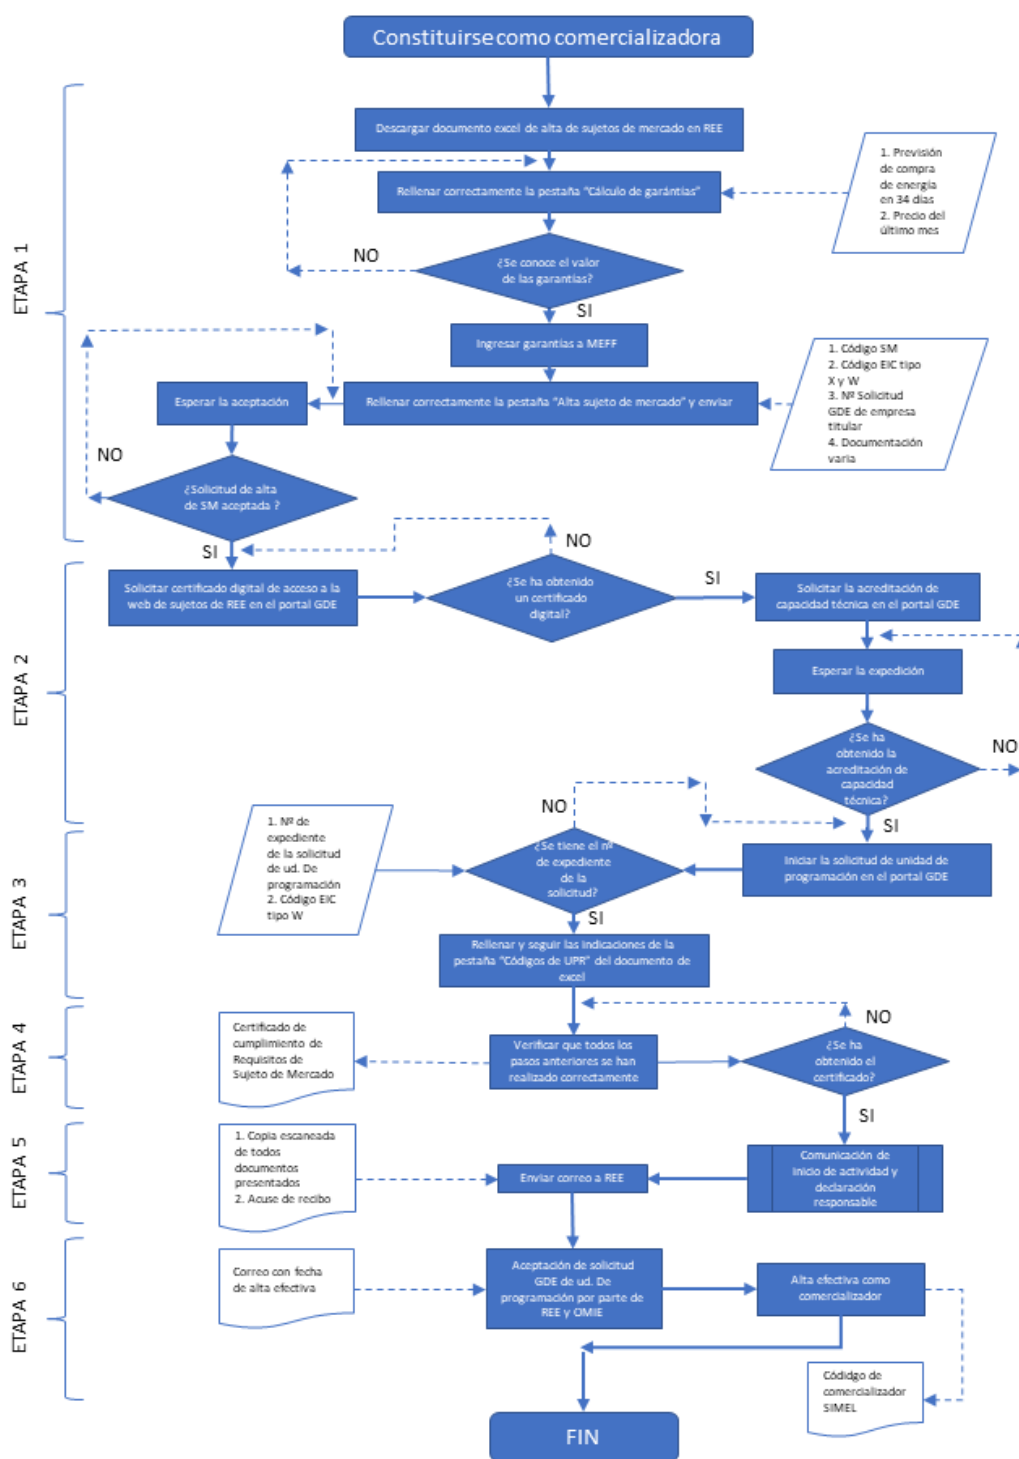 Constituirse como comercializadora
ETAPA 1
Descargar documento excel de alta de sujetos de mercado en REE
Rellenar correctamente la pestaña “Cálculo de garántias”
1. Previsión
de compra
de energía
en 34 días
2. Precio del
último mes
¿Se conoce el valor
de las garantías?
NO
SI
Ingresar garantías a MEFF
Rellenar correctamente la pestaña “Alta sujeto de mercado” y enviar
1. Código SM
2. Código EIC tipo
X y W
3. Nº Solicitud
GDE de empresa
titular
4. Documentación
varia
Esperar la aceptación
NO
¿Solicitud de alta
de SM aceptada ?
SI
ETAPA 2
Solicitar certificado digital de acceso a la
web de sujetos de REE en el portal GDE
NO
¿Se ha obtenido
un certificado
digital?
SI
Solicitar la acreditación de
capacidad técnica en el portal GDE
Esperar la expedición
¿Se ha
obtenido la
acreditación de
capacidad
técnica?
NO
SI
ETAPA 3
Iniciar la solicitud de unidad de
programación en el portal GDE
NO
¿Se tiene el nº
de expediente
de la
solicitud?
1. Nº de
expediente
de la solicitud
de ud. De
programación
2. Código EIC
tipo W
SI
Rellenar y seguir las indicaciones de la
pestaña “Códigos de UPR” del documento de
excel
ETAPA 4
Certificado de
cumplimiento de
Requisitos de
Sujeto de Mercado
Verificar que todos los
pasos anteriores se han
realizado correctamente
NO
¿Se ha
obtenido el
certificado?
SI
ETAPA 5
1. Copia escaneada
de todos
documentos
presentados
2. Acuse de recibo
Enviar correo a REE
Comunicación de
inicio de actividad y
declaración
responsable
ETAPA 6
Correo con fecha
de alta efectiva
Aceptación de solicitud
GDE de ud. De
programación por parte de
REE y OMIE
Alta efectiva como
comercializador
Códidgo de
comercializador
SIMEL
FIN